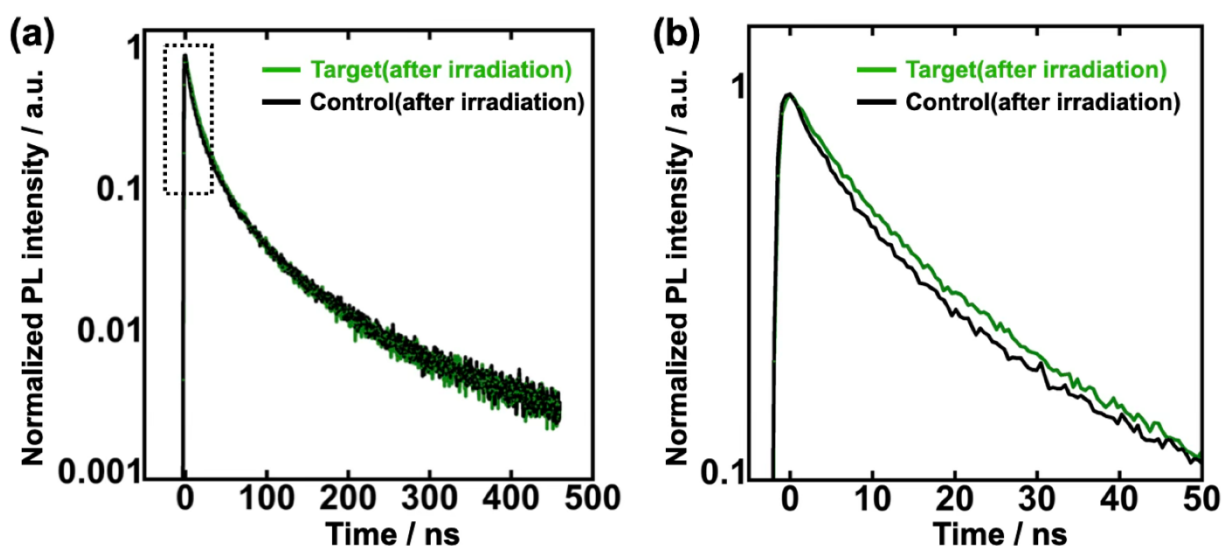 (a)
Normalized PL intensity / a.u.
1
0.1
0.01
0.001
Target(after irradiation)
Control(after irradiation)
0 100 200 300 400 500
Time / ns
(b)
Normalized PL intensity / a.u.
1
0.1
Target(after irradiation)
Control(after irradiation)
0 10 20 30 40 50
Time / ns